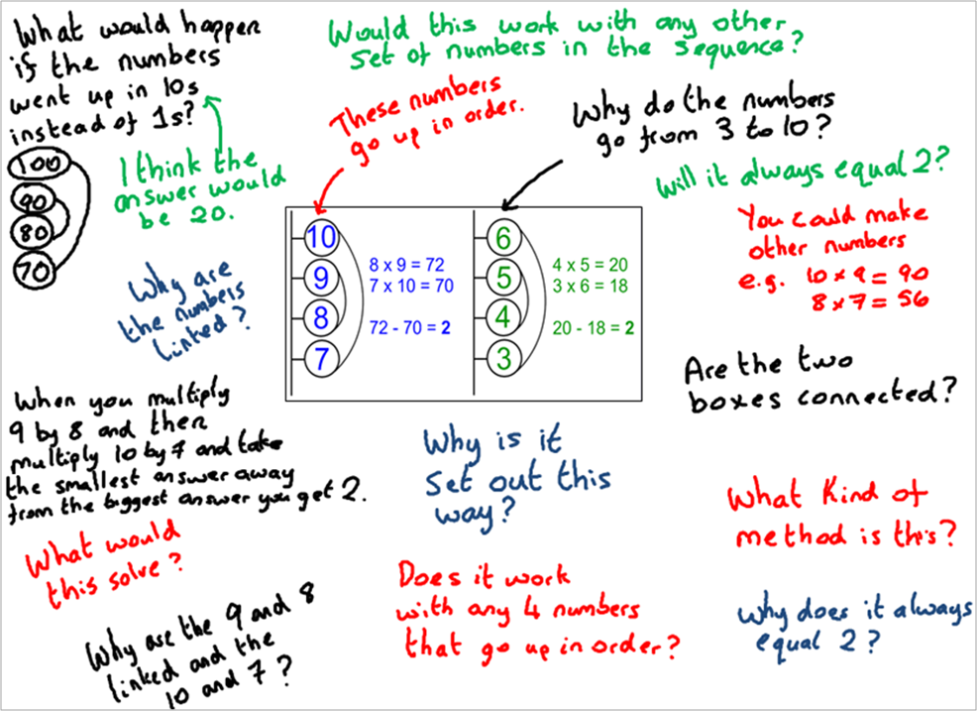 What would happen
if the numbers
went up in 10s
instead of 1s?
100
90
80
70
I think the
answer would
be 20.
Would this work with any other
set of numbers in the sequence?
These numbers
go up in order.
Why do the numbers
go from 3 to 10?
Will it always equal 2?
You could make
other numbers
e.g. 10 x 9 = 90
8 x 7 = 56
Why are
the numbers
linked?
10
9
8
7
8 x 9 = 72
7 x 10 = 70
72 - 70 = 2
6
5
4
3
4 x 5 = 20
3 x 6 = 18
20 - 18 = 2
Are the two
boxes connected?
When you multiply
9 by 8 and then
multiply 10 by 7 and take
the smallest answer away
from the biggest answer you get 2.
Why is it
set out this
way?
What kind of
method is this?
What would
this solve?
Does it work
with any 4 numbers
that go up in order?
Why does it always
equal 2?
Why are the 9 and 8
linked and the
10 and 7?